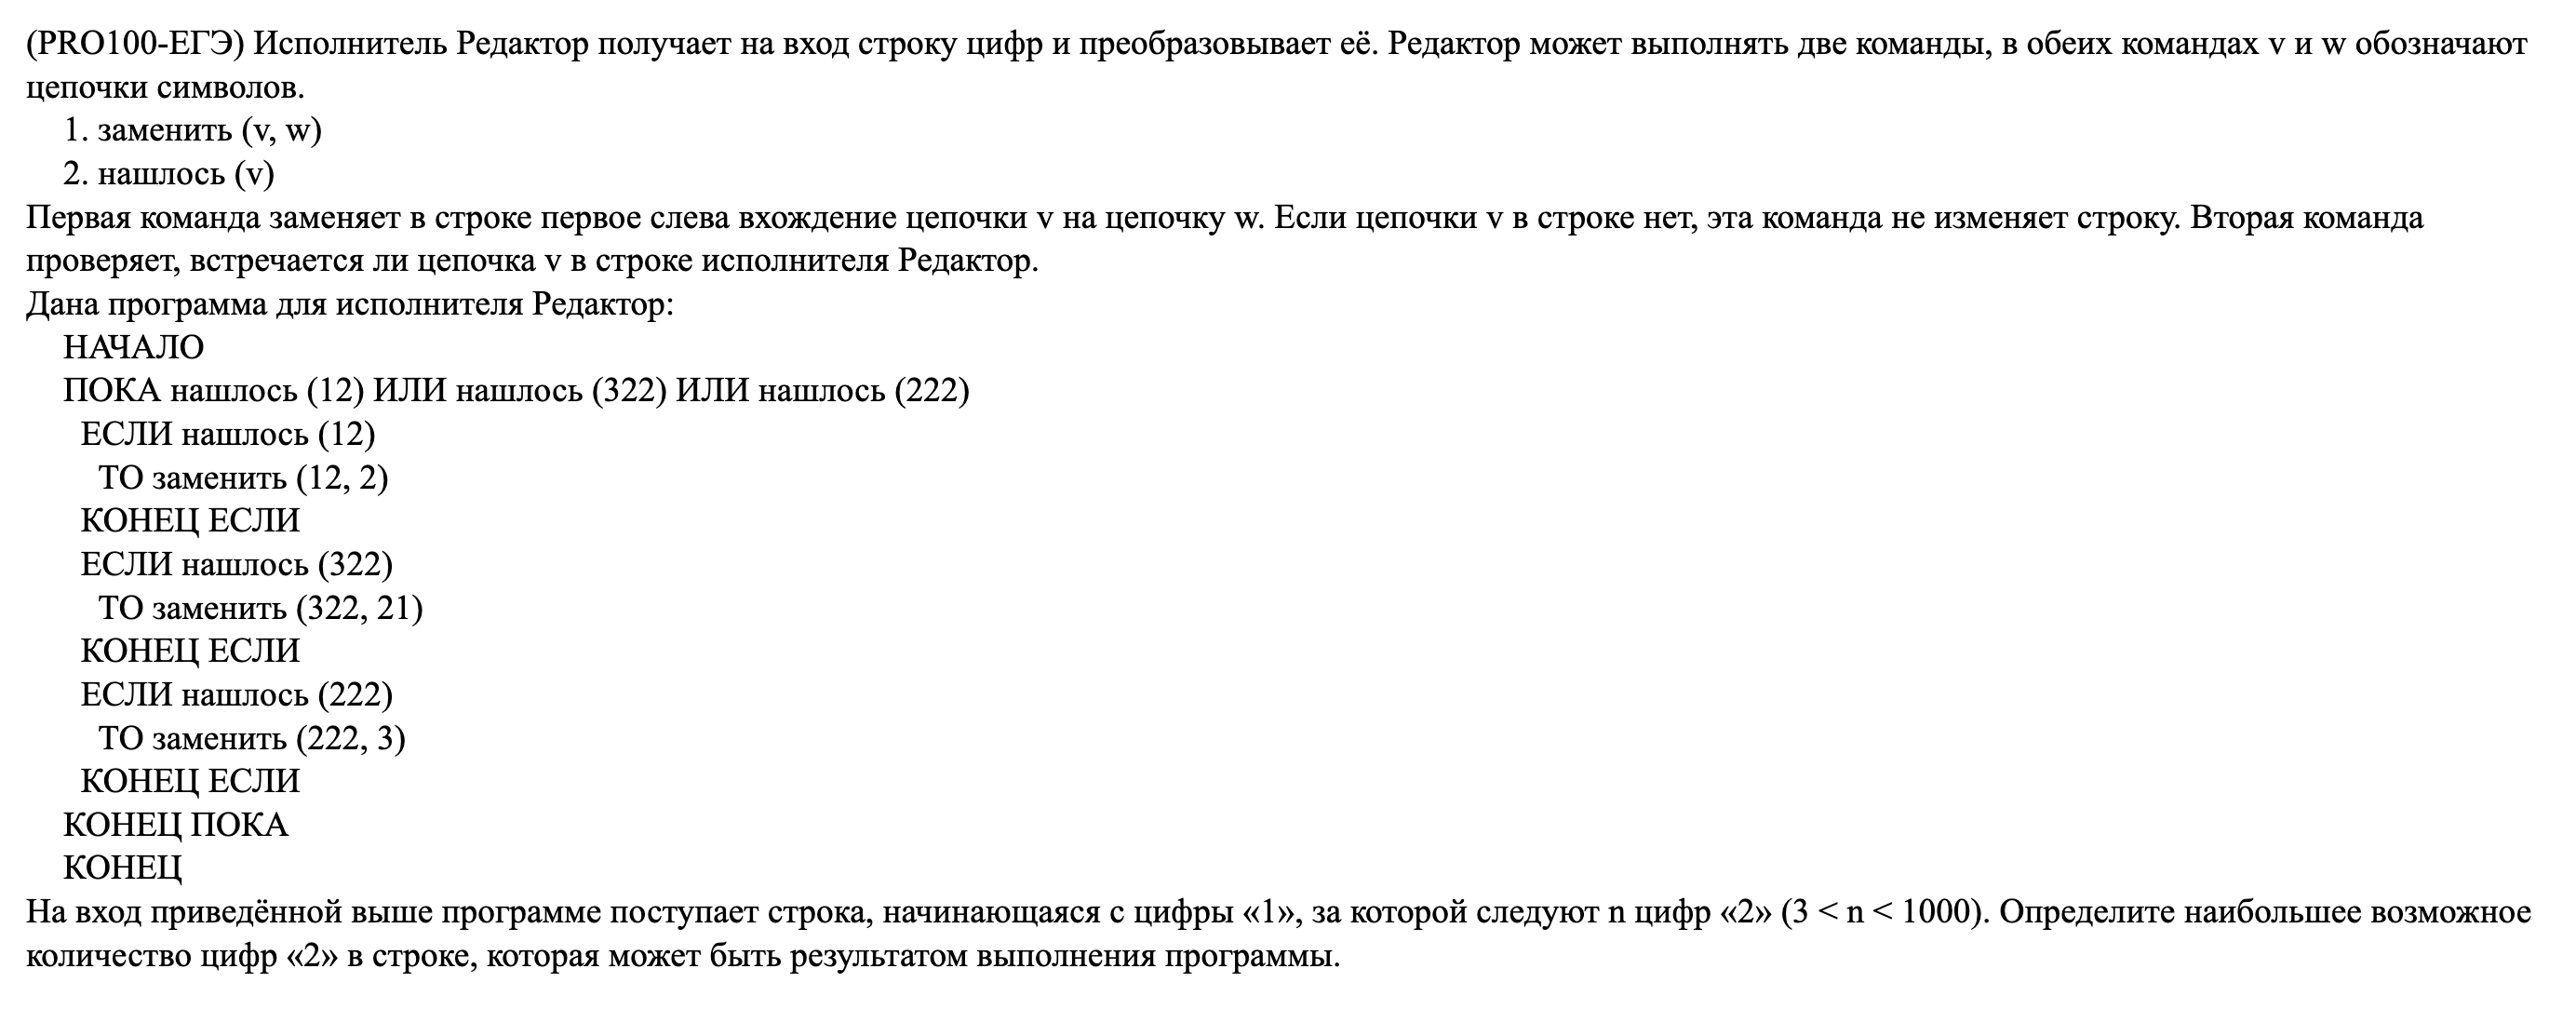 (PRO100-ЕГЭ) Исполнитель Редактор получает на вход строку цифр и преобразовывает её. Редактор может выполнять две команды, в обеих командах v и w обозначают
цепочки символов.
1. заменить (v, w)
2. нашлось (v)
Первая команда заменяет в строке первое слева вхождение цепочки v на цепочку w. Если цепочки v в строке нет, эта команда не изменяет строку. Вторая команда
проверяет, встречается ли цепочка v в строке исполнителя Редактор.
Дана программа для исполнителя Редактор:
НАЧАЛО
ПОКА нашлось (12) ИЛИ нашлось (322) ИЛИ нашлось (222)
ЕСЛИ нашлось (12)
ТО заменить (12, 2)
КОНЕЦ ЕСЛИ
ЕСЛИ нашлось (322)
ТО заменить (322, 21)
КОНЕЦ ЕСЛИ
ЕСЛИ нашлось (222)
ТО заменить (222, 3)
КОНЕЦ ЕСЛИ
КОНЕЦ ПОКА
КОНЕЦ
На вход приведённой выше программе поступает строка, начинающаяся с цифры «1», за которой следуют n цифр «2» (3 < n < 1000). Определите наибольшее возможное
количество цифр «2» в строке, которая может быть результатом выполнения программы.